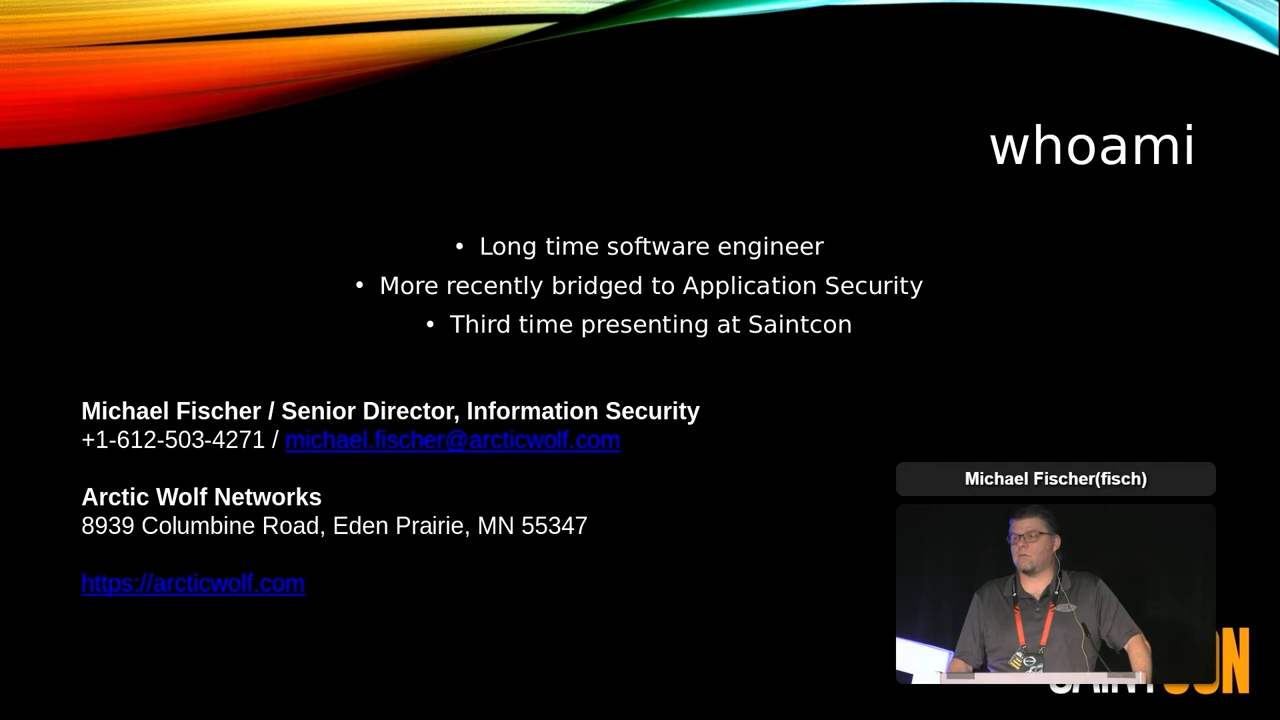 whoami
• Long time software engineer
• More recently bridged to Application Security
• Third time presenting at Saintcon
Michael Fischer / Senior Director, Information Security
+1-612-503-4271 / michael.fischer@arcticwolf.com
Arctic Wolf Networks
8939 Columbine Road, Eden Prairie, MN 55347
https://arcticwolf.com
Michael Fischer(fisch)
SAINTCON